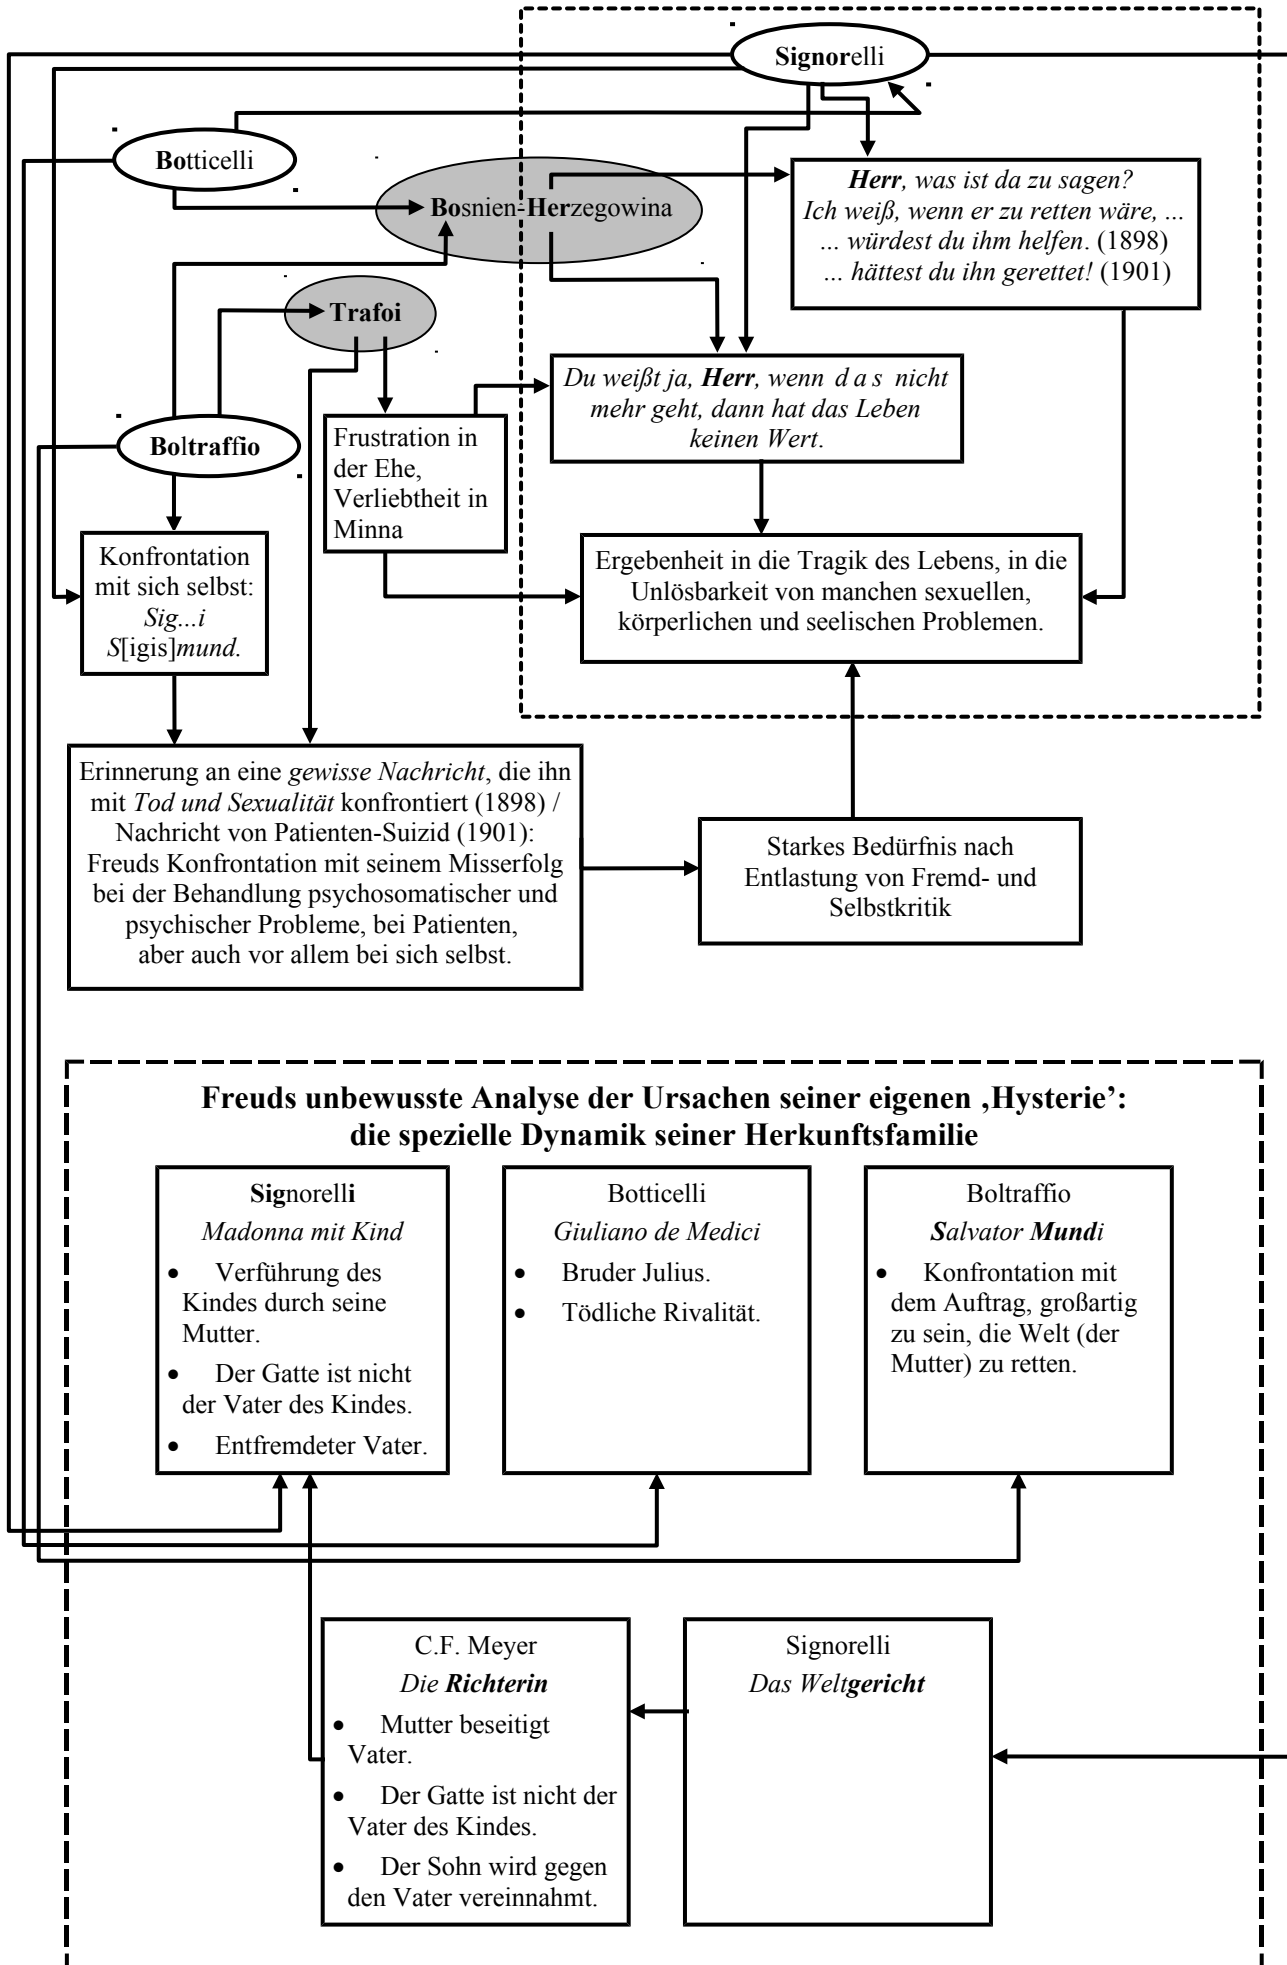 Signorelli
Botticelli
Bosnien-Herzegowina
Herr, was ist da zu sagen?
Ich weiß, wenn er zu retten wäre, ...
... würdest du ihm helfen. (1898)
... hättest du ihn gerettet! (1901)
Trafoi
Du weißt ja, Herr, wenn d a s nicht
mehr geht, dann hat das Leben
keinen Wert.
Boltraffio
Frustration in
der Ehe,
Verliebtheit in
Minna
Konfrontation
mit sich selbst:
Sig...i
S[igis]mund.
Ergebenheit in die Tragik des Lebens, in die
Unlösbarkeit von manchen sexuellen,
körperlichen und seelischen Problemen.
Erinnerung an eine gewisse Nachricht, die ihn
mit Tod und Sexualität konfrontiert (1898) /
Nachricht von Patienten-Suizid (1901):
Freuds Konfrontation mit seinem Misserfolg
bei der Behandlung psychosomatischer und
psychischer Probleme, bei Patienten,
aber auch vor allem bei sich selbst.
Starkes Bedürfnis nach
Entlastung von Fremd- und
Selbstkritik
Freuds unbewusste Analyse der Ursachen seiner eigenen ‚Hysterie’:
die spezielle Dynamik seiner Herkunftsfamilie
Signorelli
Madonna mit Kind
• Verführung des
Kindes durch seine
Mutter.
• Der Gatte ist nicht
der Vater des Kindes.
• Entfremdeter Vater.
Botticelli
Giuliano de Medici
• Bruder Julius.
• Tödliche Rivalität.
Boltraffio
Salvator Mundi
• Konfrontation mit
dem Auftrag, großartig
zu sein, die Welt (der
Mutter) zu retten.
C.F. Meyer
Die Richterin
• Mutter beseitigt
Vater.
• Der Gatte ist nicht der
Vater des Kindes.
• Der Sohn wird gegen
den Vater vereinnahmt.
Signorelli
Das Weltgericht